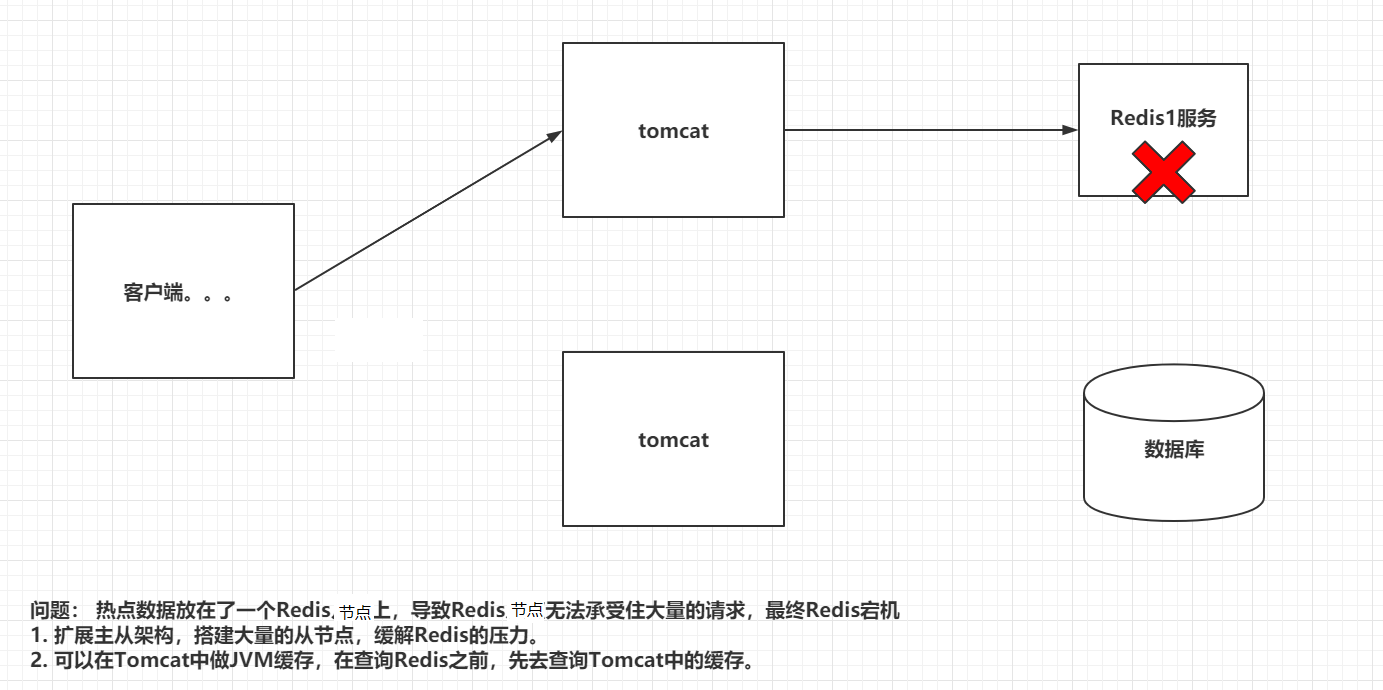 tomcat
Redis1服务
客户端。。。
tomcat
数据库
问题： 热点数据放在了一个Redis节点上，导致Redis节点无法承受住大量的请求，最终Redis宕机
1. 扩展主从架构，搭建大量的从节点，缓解Redis的压力。
2. 可以在Tomcat中做JVM缓存，在查询Redis之前，先去查询Tomcat中的缓存。